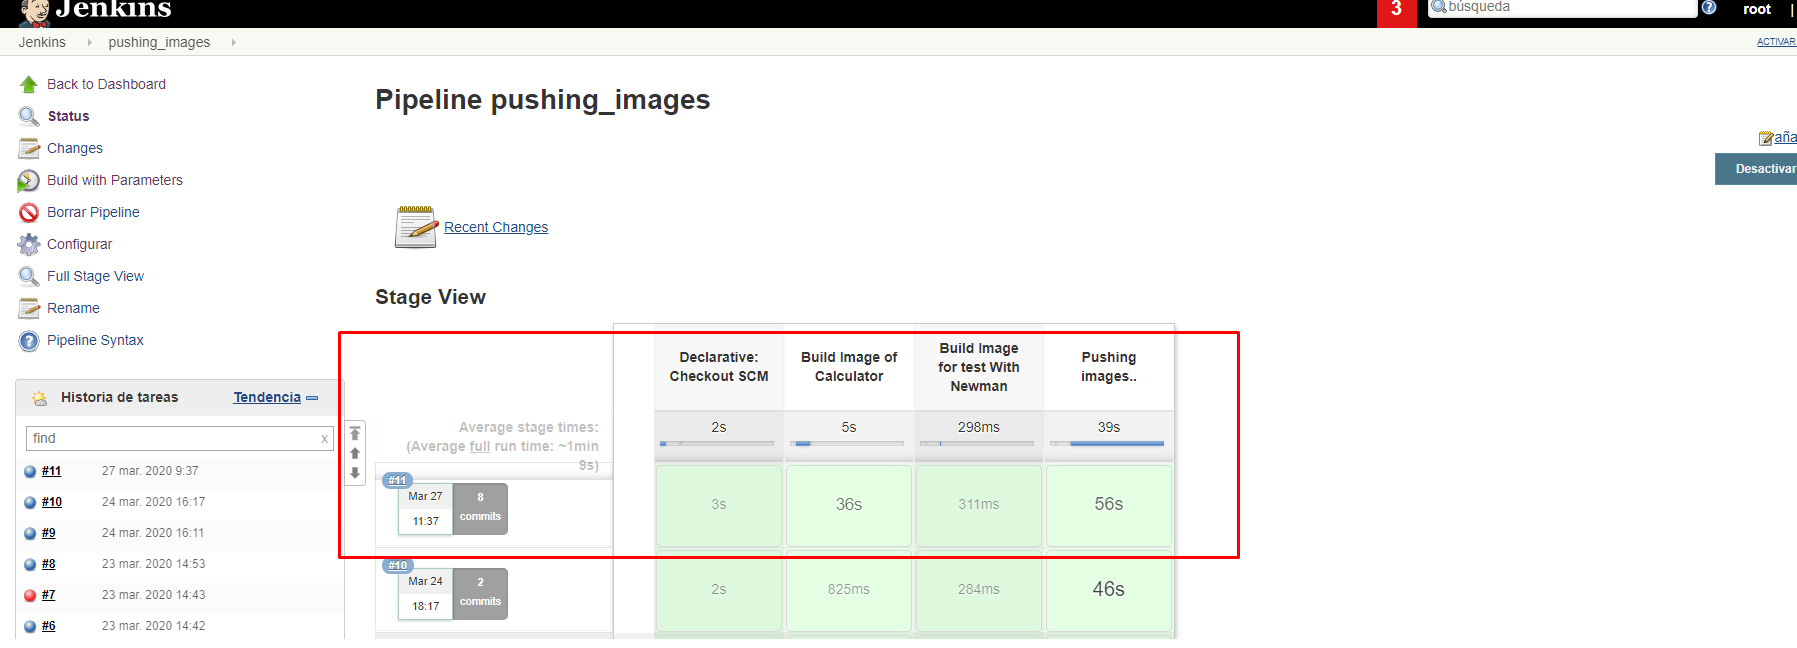 Jenkins
3
búsqueda
root |
Jenkins
pushing_images
ACTIVAR
Back to Dashboard
Status
Changes
Build with Parameters
Borrar Pipeline
Configurar
Full Stage View
Rename
Pipeline Syntax
Pipeline pushing_images
aña
Desactivar
Recent Changes
Stage View
Historia de tareas
Tendencia
find
x
#11 27 mar. 2020 9:37
#10 24 mar. 2020 16:17
#9 24 mar. 2020 16:11
#8 23 mar. 2020 14:53
#7 23 mar. 2020 14:43
#6 23 mar. 2020 14:42
Declarative:
Checkout SCM
Build Image of
Calculator
Build Image
for test With
Newman
Pushing
images..
Average stage times:
(Average full run time: ~1min
9s)
2s
5s
298ms
39s
#11
Mar 27
11:37
8
commits
3s
36s
311ms
56s
#10
Mar 24
18:17
2
commits
2s
825ms
284ms
46s